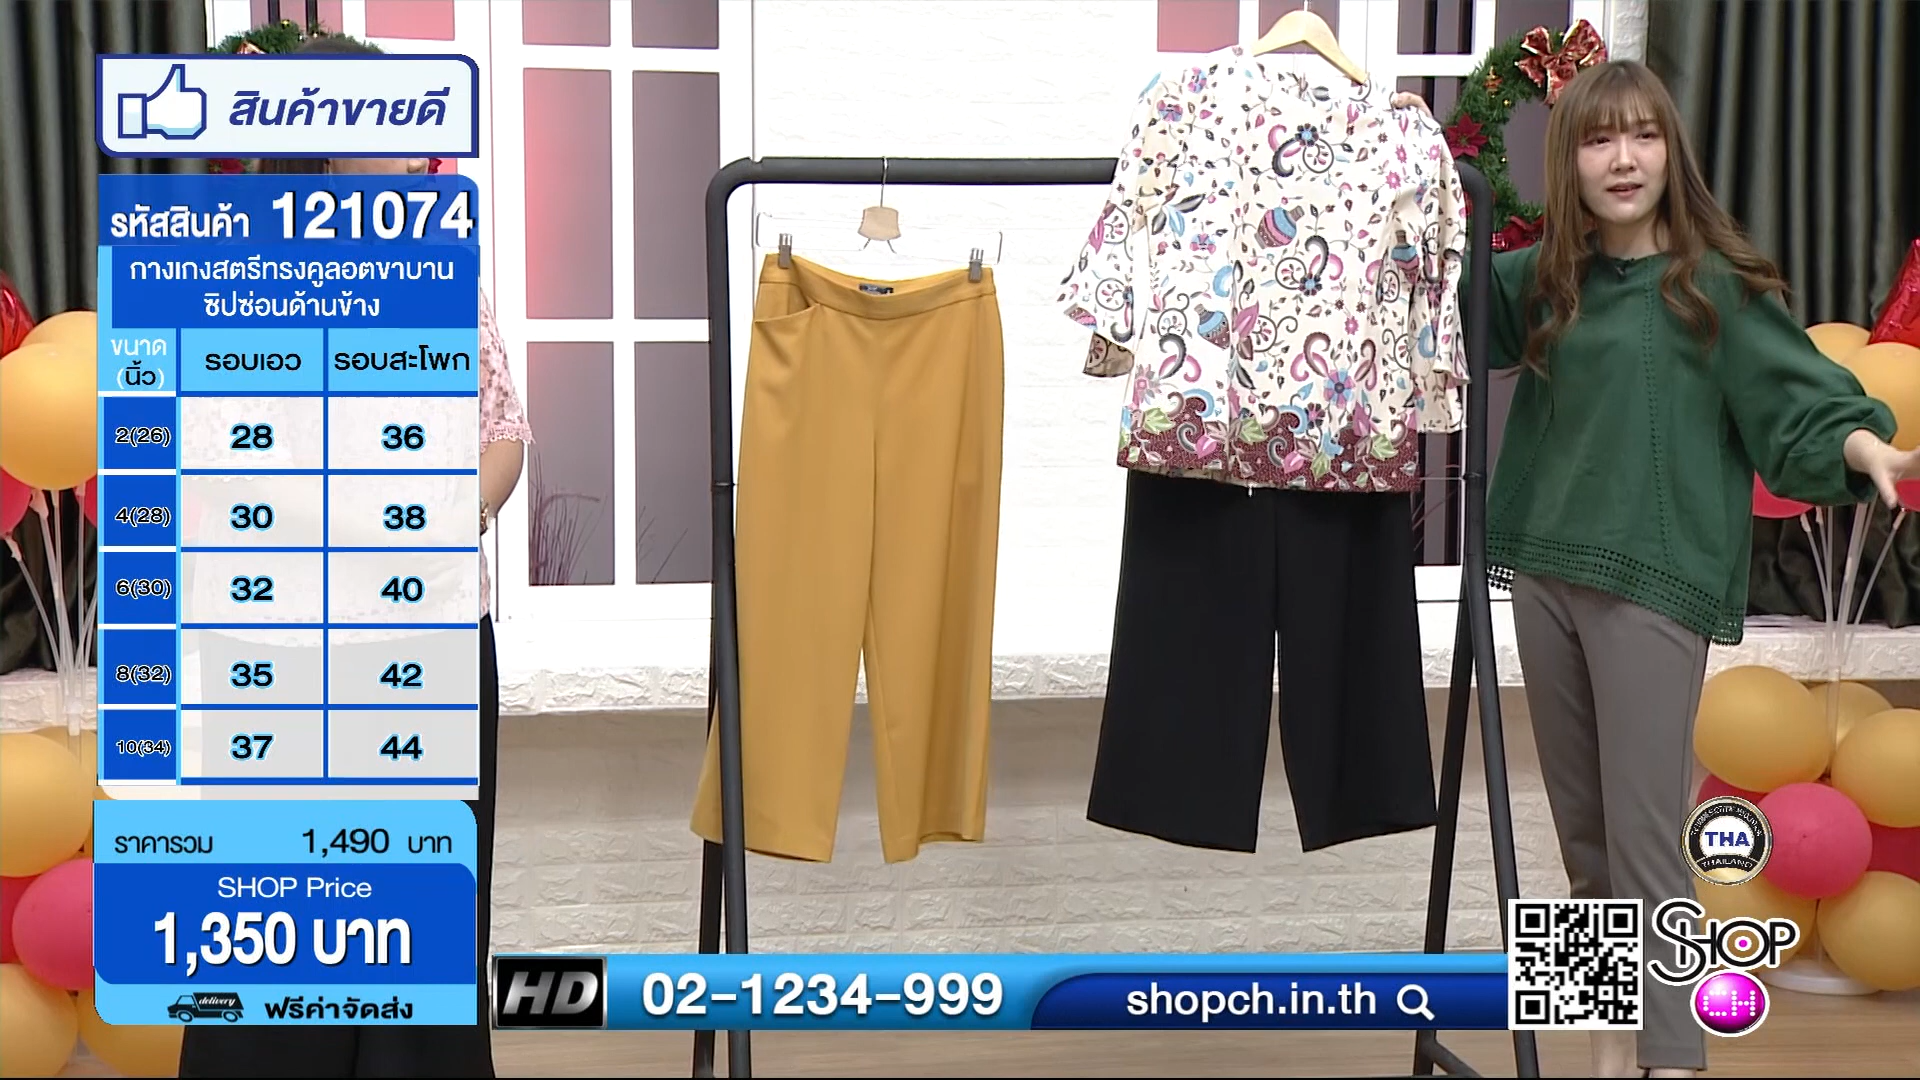 สินค้าขายดี
รหัสสินค้า 121074
กางเกงสตรีทรงคูลอตขาบาน
ซิปซ่อนด้านข้าง
ขนาด (นิ้ว) รอบเอว รอบสะโพก
2(26) 28 36
4(28) 30 38
6(30) 32 40
8(32) 35 42
10(34) 37 44
ราคารวม 1,490 บาท
SHOP Price
1,350 บาท
delivery ฟรีค่าจัดส่ง
HD 02-1234-999 shopch.in.th
THA
THAILAND
SHOP
CH